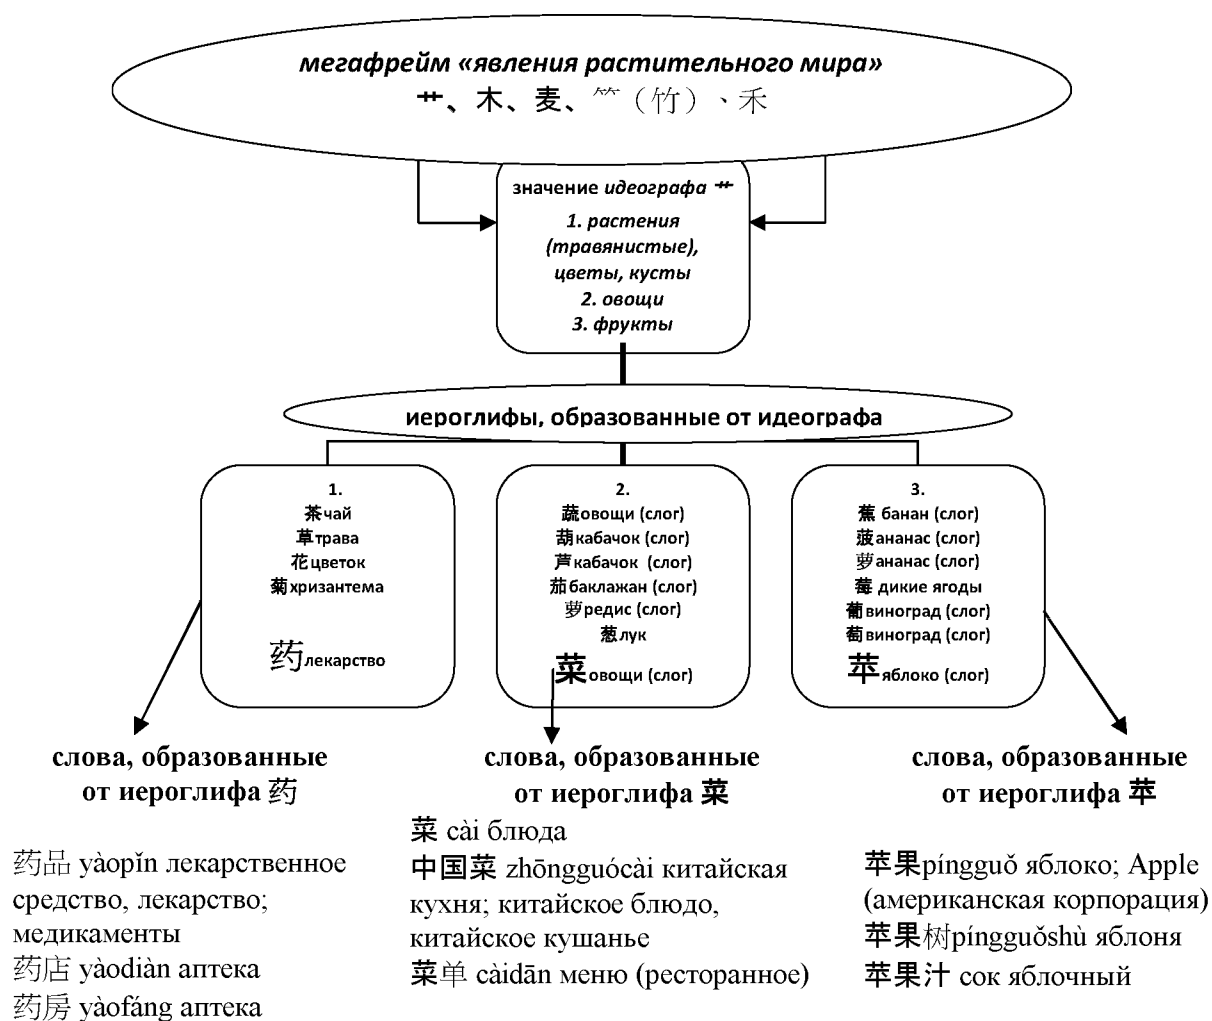 мегафрейм «явления растительного мира»
艹、木、麦、⺮（竹）、禾
значение идеографа 艹
1. растения
(травянистые),
цветы, кусты
2. овощи
3. фрукты
иероглифы, образованные от идеографа
1.
茶чай
草трава
花цветок
菊хризантема
药лекарство
2.
蔬овощи (слог)
葫кабачок (слог)
芦кабачок (слог)
茄баклажан (слог)
萝редис (слог)
葱лук
菜овощи (слог)
3.
蕉 банан (слог)
菠ананас (слог)
萝ананас (слог)
莓 дикие ягоды
葡виноград (слог)
萄виноград (слог)
苹яблоко (слог)
слова, образованные
от иероглифа 药
药品 yàopǐn лекарственное
средство, лекарство;
медикаменты
药店 yàodiàn аптека
药房 yàofáng аптека
слова, образованные
от иероглифа 菜
菜 cài блюда
中国菜 zhōngguócài китайская
кухня; китайское блюдо,
китайское кушанье
菜单 càidān меню (ресторанное)
слова, образованные
от иероглифа 苹
苹果píngguǒ яблоко; Apple
(американская корпорация)
苹果树píngguǒshù яблоня
苹果汁 сок яблочный